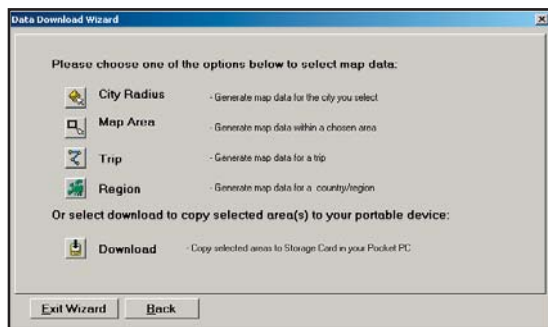 Data Download Wizard
Please choose one of the options below to select map data:
City Radius - Generate map data for the city you select
Map Area - Generate map data within a chosen area
Trip - Generate map data for a trip
Region - Generate map data for a country/region
Or select download to copy selected area(s) to your portable device:
Download - Copy selected areas to Storage Card in your Pocket PC
Exit Wizard Back